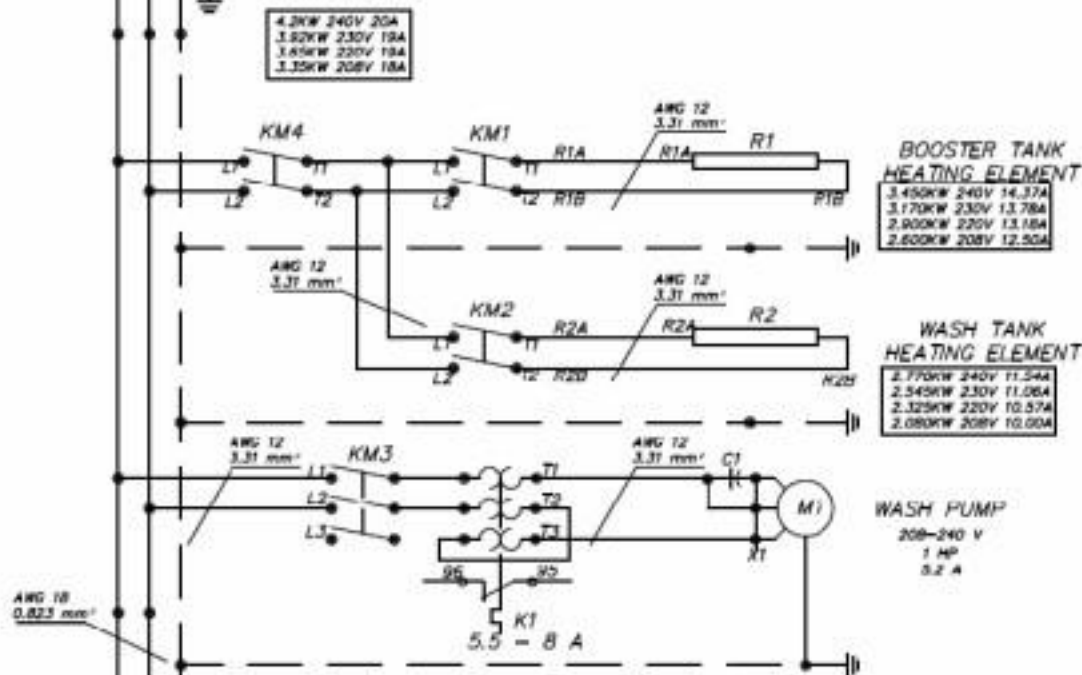 4.2KW 240V 20A
3.92KW 230V 19A
3.65KW 220V 19A
3.35KW 208V 18A
AWG 12
3.31 mm²
KM4
KM1
R1
L1 T1 L1 T1 R1A R1A
L2 T2 L2 T2 R1B R1B
BOOSTER TANK
HEATING ELEMENT
3.450KW 240V 14.37A
3.170KW 230V 13.78A
2.900KW 220V 13.18A
2.600KW 208V 12.50A
AWG 12
3.31 mm²
AWG 12
3.31 mm²
KM2
R2
L1 T1 R2A R2A
L2 T2 R2B R2B
WASH TANK
HEATING ELEMENT
2.770KW 240V 11.54A
2.545KW 230V 11.06A
2.325KW 220V 10.57A
2.080KW 208V 10.00A
AWG 12
3.31 mm²
KM3
AWG 12
3.31 mm²
L1 T1 C1
L2 T2 M1
L3 T3 X1
WASH PUMP
208-240 V
1 HP
5.2 A
96 95
K1
5.5 - 8 A
AWG 18
0.823 mm²